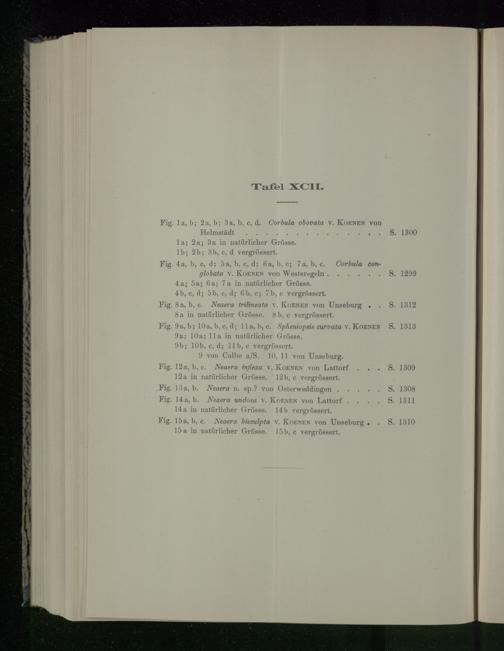 Tafel XCII.
Fig. 1a, b; 2a, b; 3a, b, c, d. Corbula obovata v. Koenen von
Helmstädt . . . . . . . . . . . . . . S. 1300
1a; 2a; 3a in natürlicher Grösse.
1b; 2b; 3b, c, d vergrössert.
Fig. 4a, b, c, d; 5a, b, c, d; 6a, b, c; 7a, b, c. Corbula con-
globata v. Koenen von Westeregeln . . . . . . S. 1299
4a; 5a; 6a; 7a in natürlicher Grösse.
4b, c, d; 5b, c, d; 6b, c; 7b, c vergrössert.
Fig. 8a, b, c. Neaera trilineata v. Koenen von Unseburg . . S. 1312
8a in natürlicher Grösse. 8b, c vergrössert.
Fig. 9a, b; 10a, b, c, d; 11a, b, c. Spheniopsis curvata v. Koenen S. 1313
9a; 10a; 11a in natürlicher Grösse.
9b; 10b, c, d; 11b, c vergrössert.
9 von Calbe a/S. 10, 11 von Unseburg.
Fig. 12a, b, c. Neaera inflexa v. Koenen von Lattorf . . . S. 1309
12a in natürlicher Grösse. 12b, c vergrössert.
Fig. 13a, b. Neaera n. sp.? von Osterweddingen . . . . . S. 1308
Fig. 14a, b. Neaera undosa v. Koenen von Lattorf . . . . S. 1311
14a in natürlicher Grösse. 14b vergrössert.
Fig. 15a, b, c. Neaera bisculpta v. Koenen von Unseburg . . S. 1310
15a in natürlicher Grösse. 15b, c vergrössert.